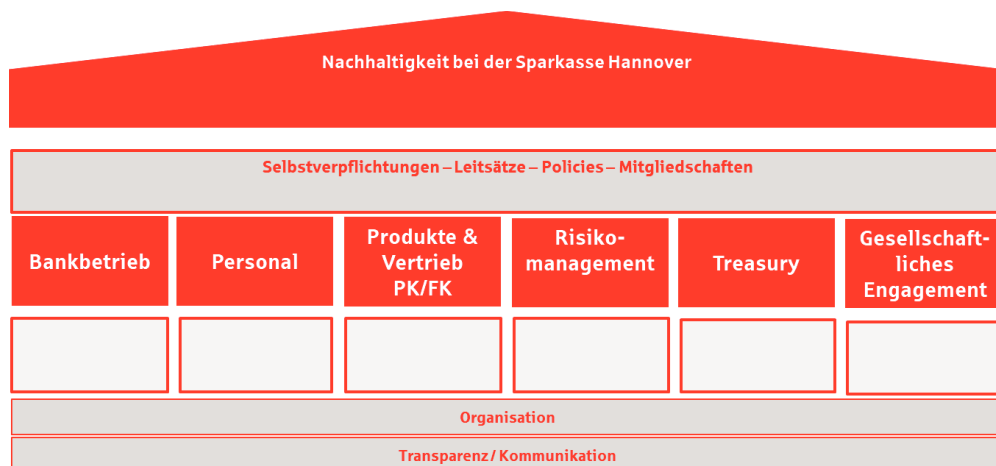 Nachhaltigkeit bei der Sparkasse Hannover
Selbstverpflichtungen – Leitsätze – Policies – Mitgliedschaften
Bankbetrieb
Personal
Produkte &
Vertrieb
PK/FK
Risiko-
management
Treasury
Gesellschaft-
liches
Engagement
Organisation
Transparenz / Kommunikation